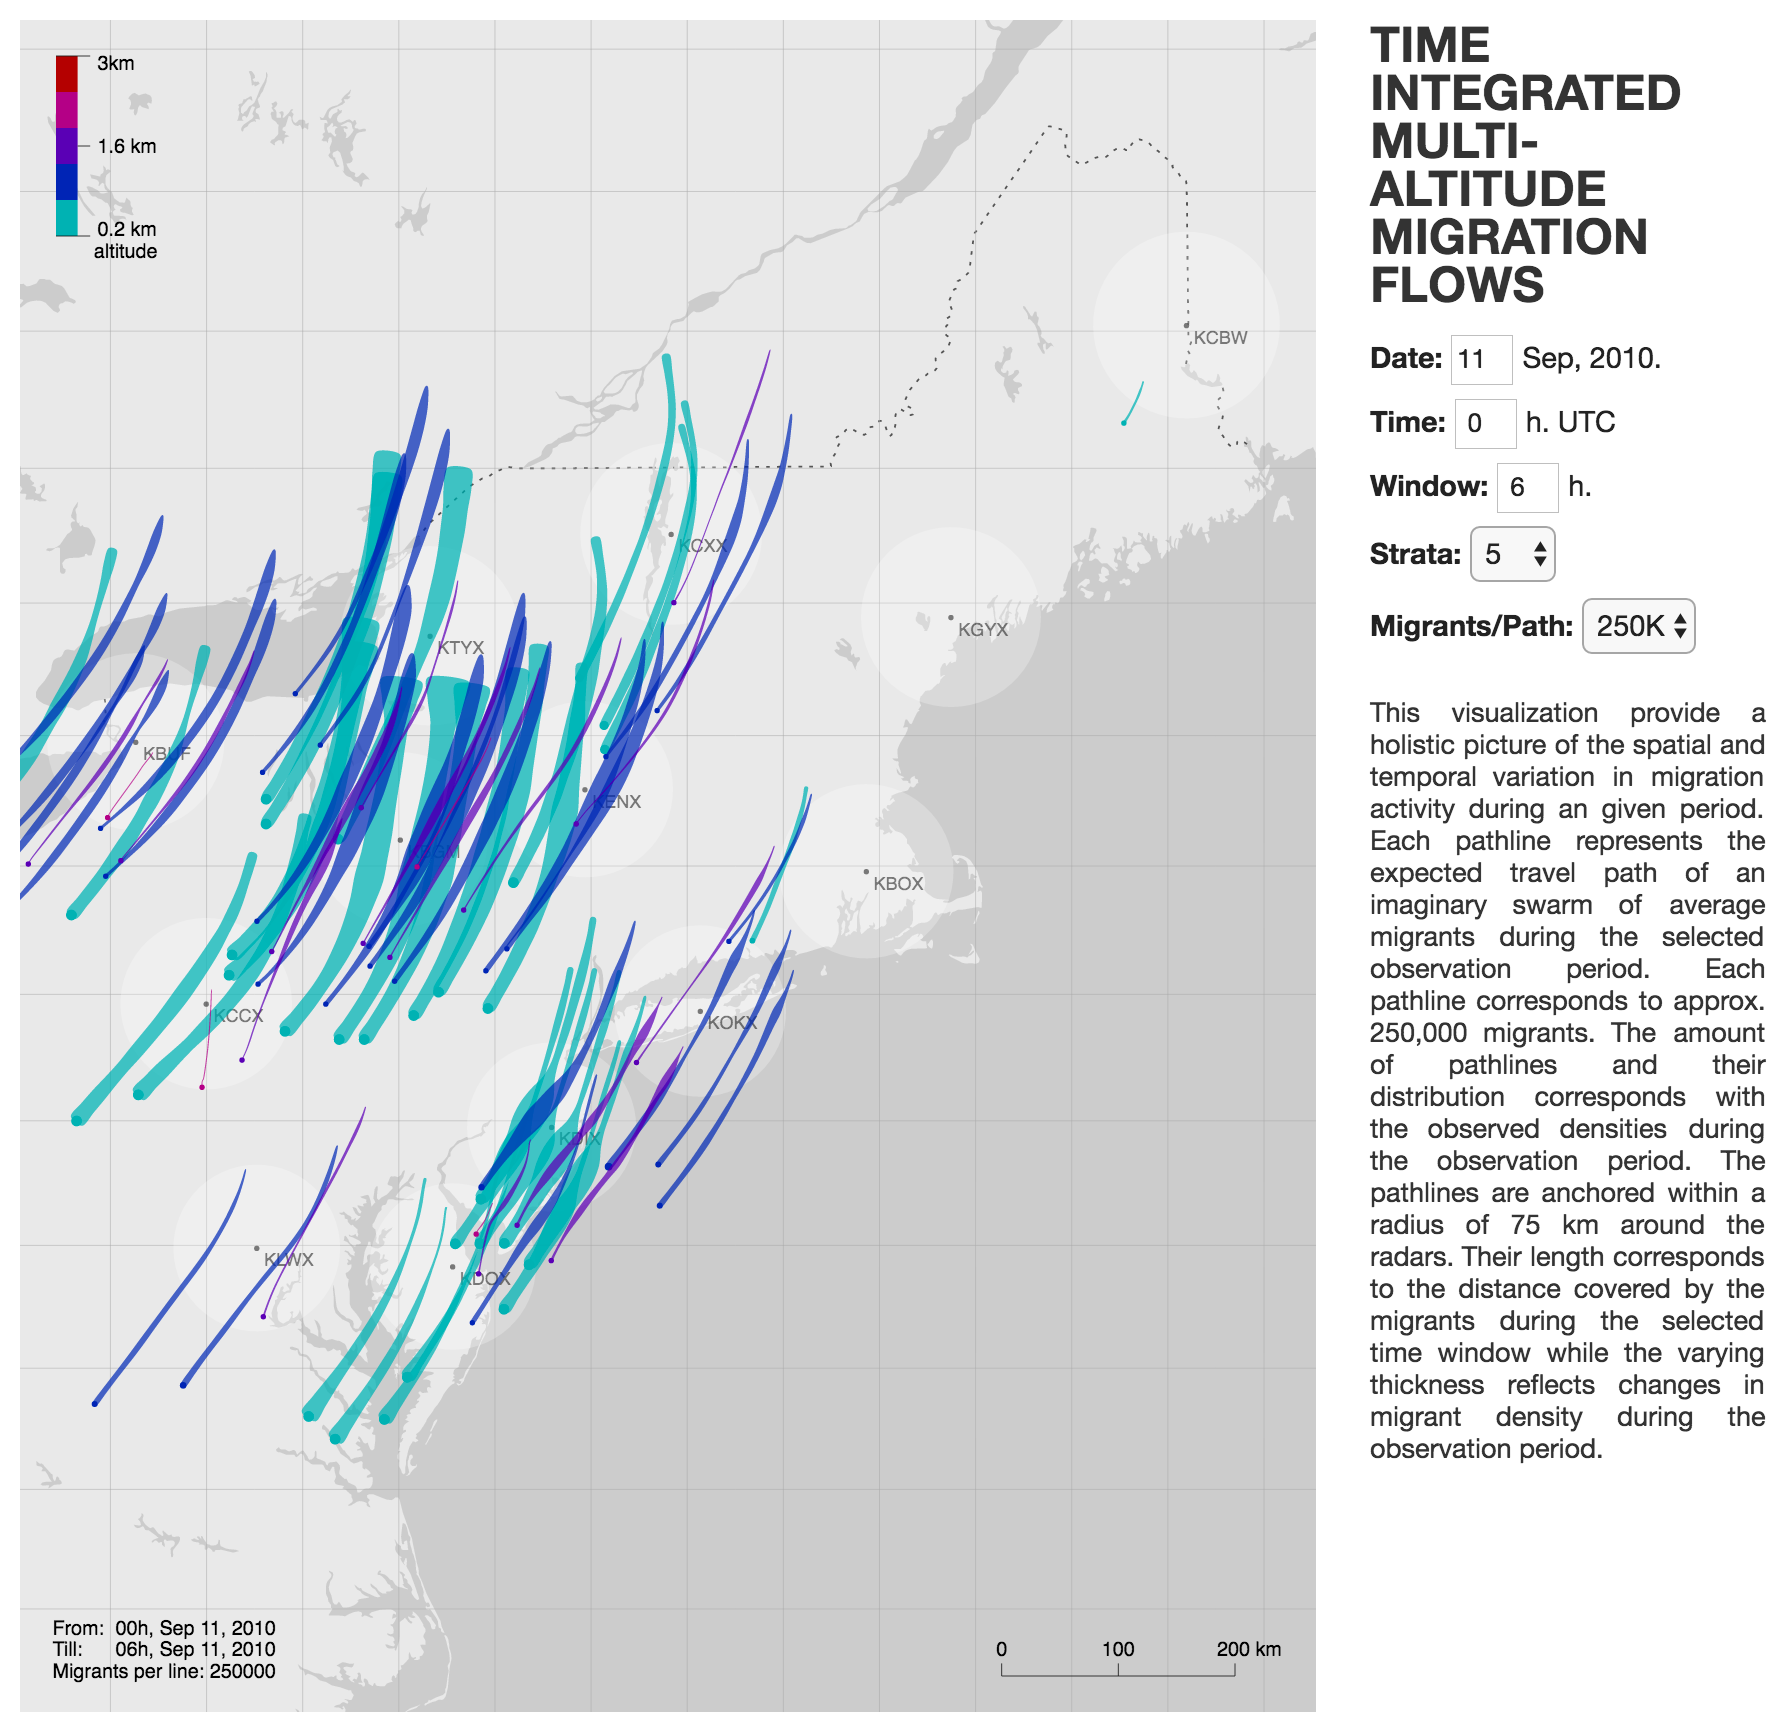 3km
1.6 km
0.2 km
altitude
KCBW
KCXX
KGYX
KTYX
KBUF
KENX
KBGM
KBOX
KCCX
KOKX
KDIX
KLWX
KDOX
From: 00h, Sep 11, 2010
Till: 06h, Sep 11, 2010
Migrants per line: 250000
0 100 200 km
TIME
INTEGRATED
MULTI-
ALTITUDE
MIGRATION
FLOWS
Date: 11 Sep, 2010.
Time: 0 h. UTC
Window: 6 h.
Strata: 5
Migrants/Path: 250K
This visualization provide a
holistic picture of the spatial and
temporal variation in migration
activity during an given period.
Each pathline represents the
expected travel path of an
imaginary swarm of average
migrants during the selected
observation period. Each
pathline corresponds to approx.
250,000 migrants. The amount
of pathlines and their
distribution corresponds with
the observed densities during
the observation period. The
pathlines are anchored within a
radius of 75 km around the
radars. Their length corresponds
to the distance covered by the
migrants during the selected
time window while the varying
thickness reflects changes in
migrant density during the
observation period.